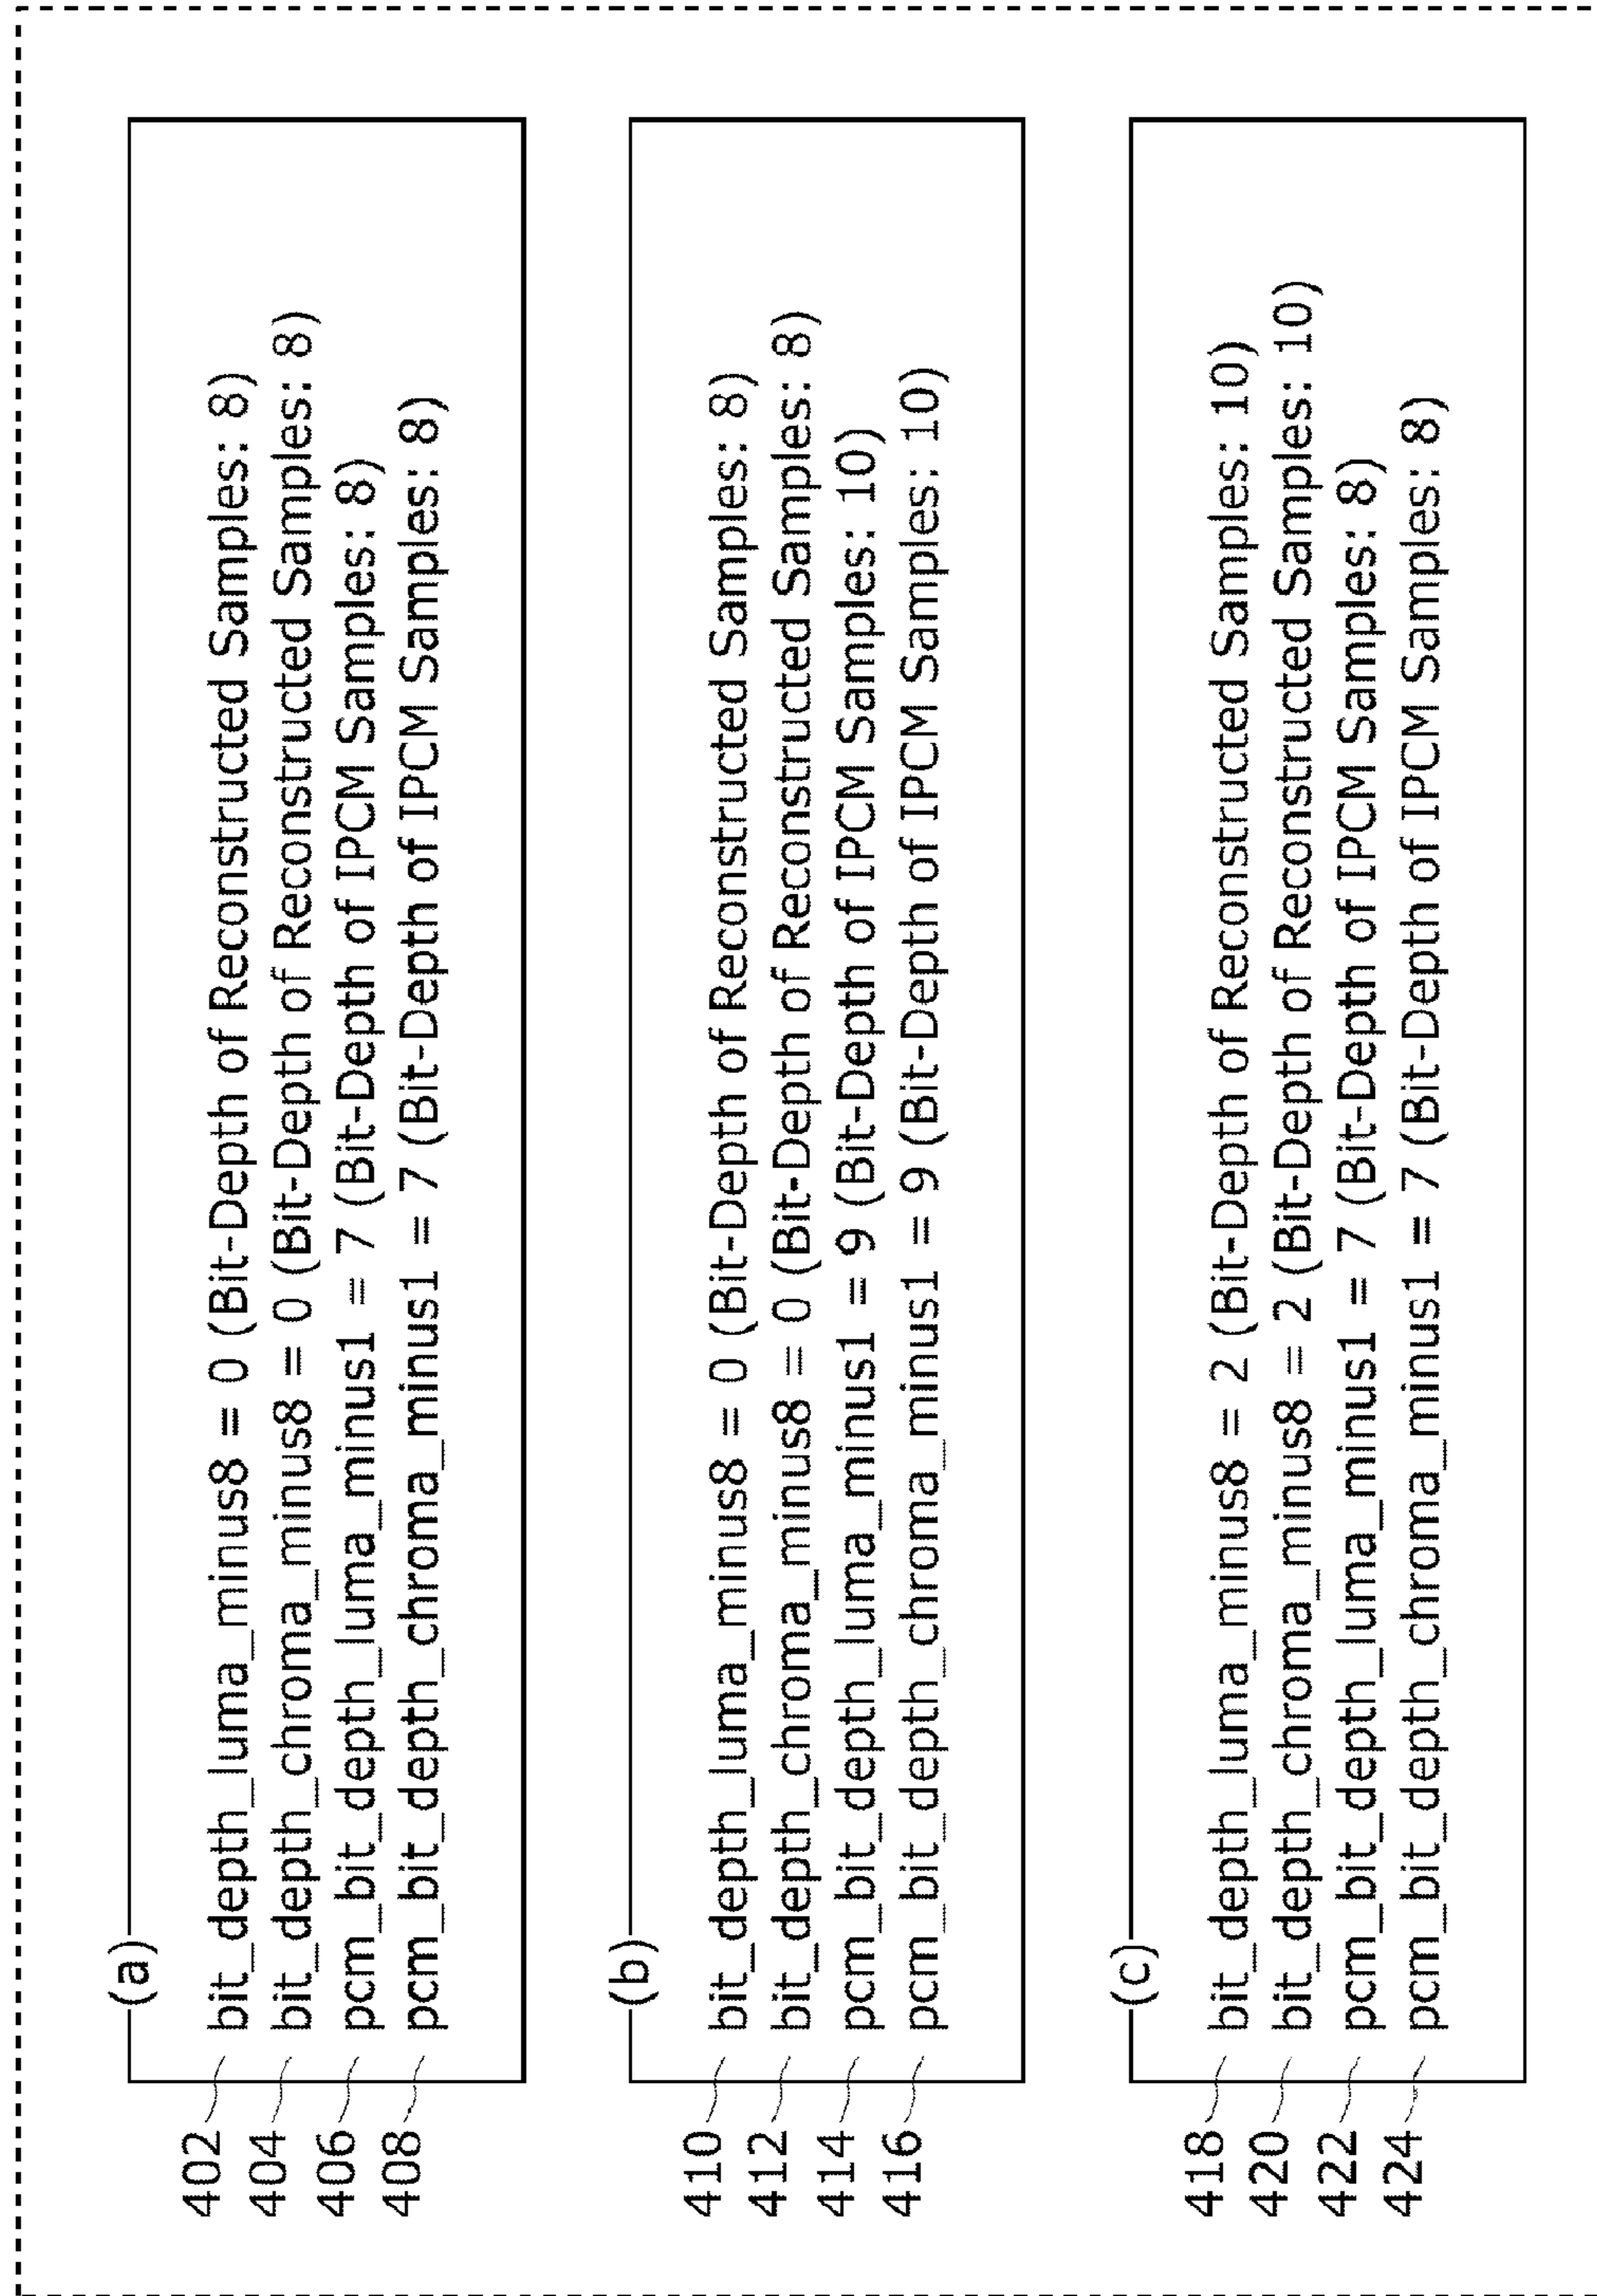 (a)
402 bit_depth_luma_minus8 = 0 (Bit-Depth of Reconstructed Samples: 8)
404 bit_depth_chroma_minus8 = 0 (Bit-Depth of Reconstructed Samples: 8)
406 pcm_bit_depth_luma_minus1 = 7 (Bit-Depth of IPCM Samples: 8)
408 pcm_bit_depth_chroma_minus1 = 7 (Bit-Depth of IPCM Samples: 8)
(b)
410 bit_depth_luma_minus8 = 0 (Bit-Depth of Reconstructed Samples: 8)
412 bit_depth_chroma_minus8 = 0 (Bit-Depth of Reconstructed Samples: 8)
414 pcm_bit_depth_luma_minus1 = 9 (Bit-Depth of IPCM Samples: 10)
416 pcm_bit_depth_chroma_minus1 = 9 (Bit-Depth of IPCM Samples: 10)
(c)
418 bit_depth_luma_minus8 = 2 (Bit-Depth of Reconstructed Samples: 10)
420 bit_depth_chroma_minus8 = 2 (Bit-Depth of Reconstructed Samples: 10)
422 pcm_bit_depth_luma_minus1 = 7 (Bit-Depth of IPCM Samples: 8)
424 pcm_bit_depth_chroma_minus1 = 7 (Bit-Depth of IPCM Samples: 8)